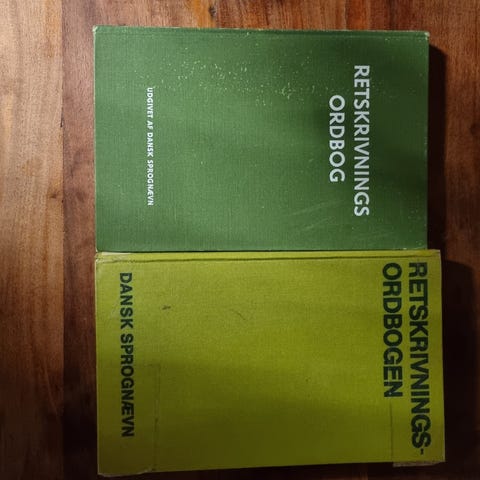 RETSKRIVNINGS
ORDBOG
UDGIVET AF DANSK SPROGNÆVN
RETSKRIVNINGS-
ORDBOGEN
DANSK SPROGNÆVN